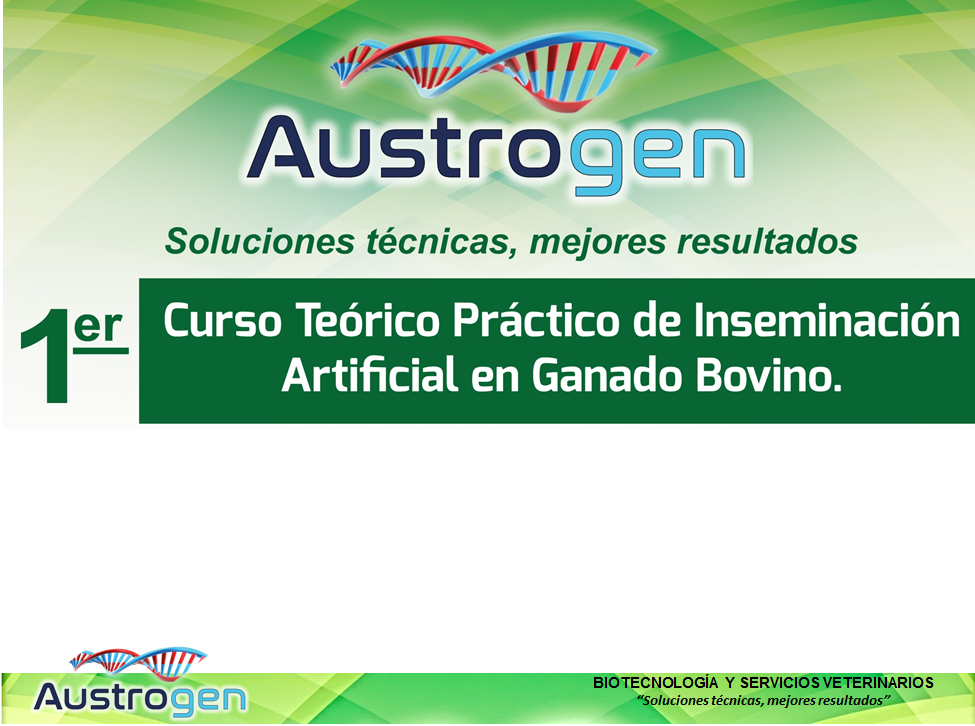 Austrogen
Soluciones técnicas, mejores resultados
1er
Curso Teórico Práctico de Inseminación
Artificial en Ganado Bovino.
Austrogen
BIOTECNOLOGÍA Y SERVICIOS VETERINARIOS
“Soluciones técnicas, mejores resultados”